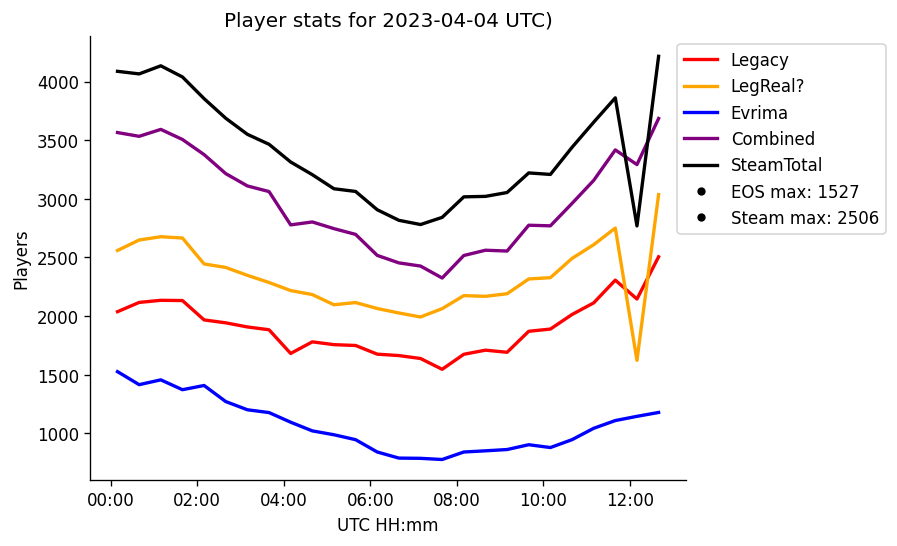 Player stats for 2023-04-04 UTC)
Legacy
LegReal?
Evrima
Combined
SteamTotal
EOS max: 1527
Steam max: 2506
Players
4000
3500
3000
2500
2000
1500
1000
00:00 02:00 04:00 06:00 08:00 10:00 12:00
UTC HH:mm